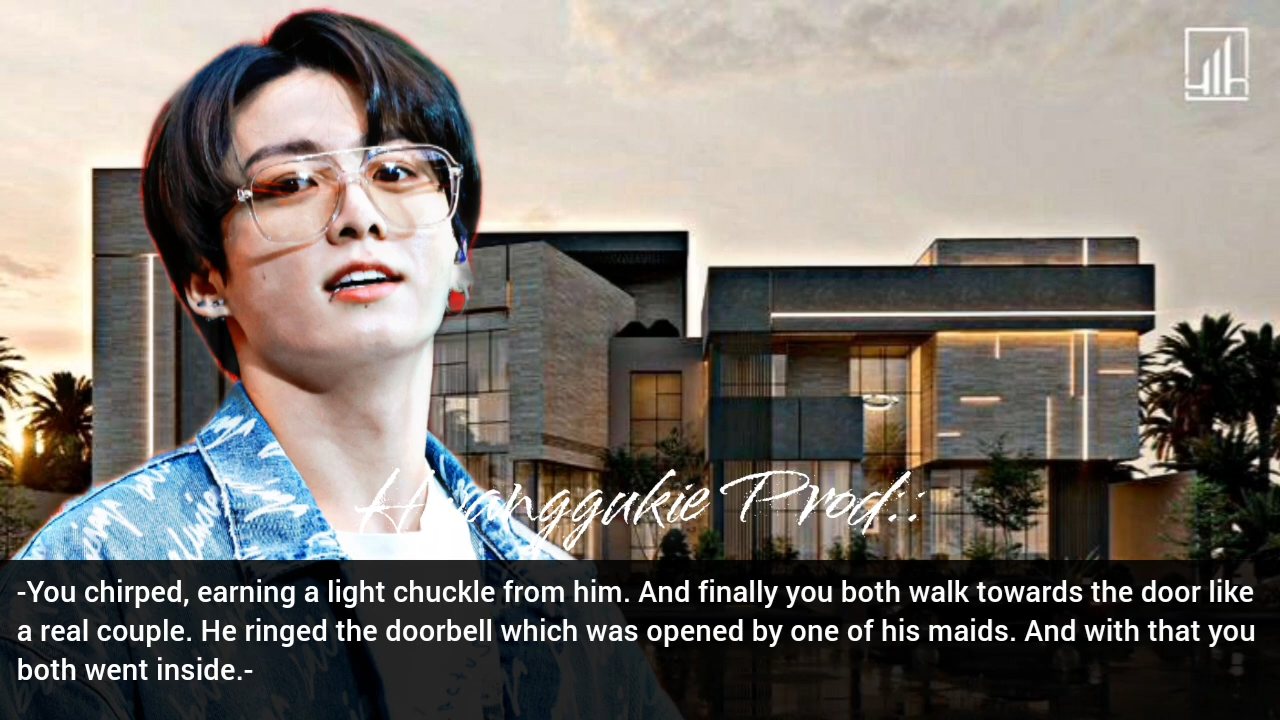 Hwanggukie Prod::
-You chirped, earning a light chuckle from him. And finally you both walk towards the door like
a real couple. He ringed the doorbell which was opened by one of his maids. And with that you
both went inside.-